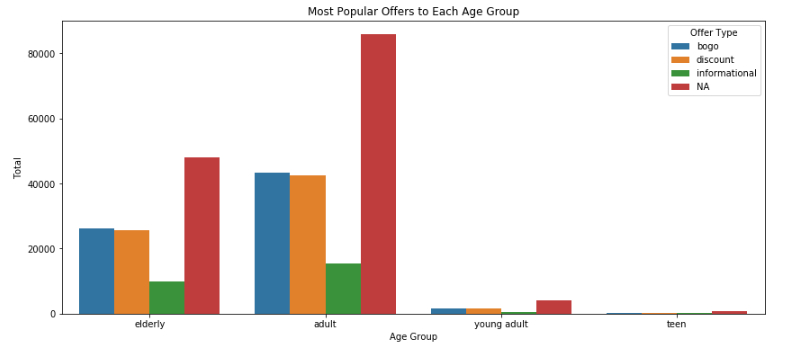 Most Popular Offers to Each Age Group
Offer Type
bogo
discount
informational
NA
80000
60000
40000
20000
0
Total
elderly adult young adult teen
Age Group